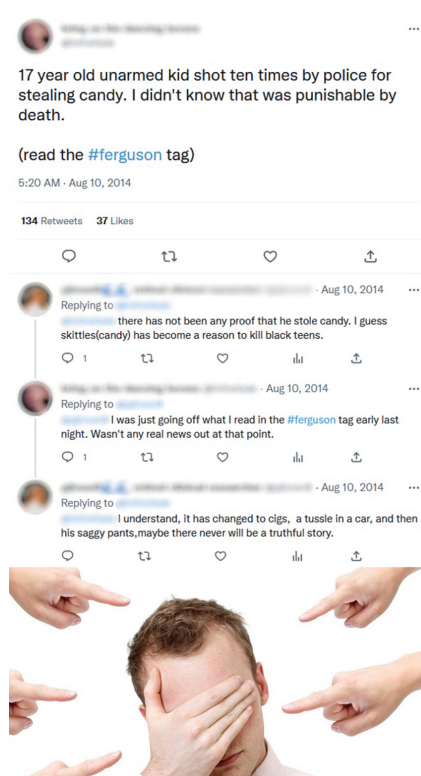 17 year old unarmed kid shot ten times by police for
stealing candy. I didn't know that was punishable by
death.
(read the #ferguson tag)
5:20 AM · Aug 10, 2014
134 Retweets 37 Likes
· Aug 10, 2014
Replying to
there has not been any proof that he stole candy. I guess
skittles(candy) has become a reason to kill black teens.
1
· Aug 10, 2014
Replying to
I was just going off what I read in the #ferguson tag early last
night. Wasn't any real news out at that point.
1
· Aug 10, 2014
Replying to
I understand, it has changed to cigs, a tussle in a car, and then
his saggy pants,maybe there never will be a truthful story.